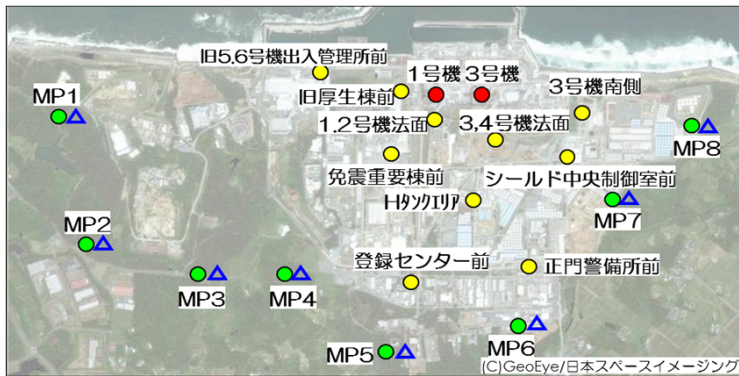 旧5.6号機出入管理所前
1号機
3号機
MP1
旧厚生棟前
3号機南側
1.2号機法面
3,4号機法面
MP8
免震重要棟前
シールド中央制御室前
Hタンクエリア
MP7
MP2
登録センター前
正門警備所前
MP3
MP4
MP5
MP6
(C)GeoEye/日本スペースイメージング